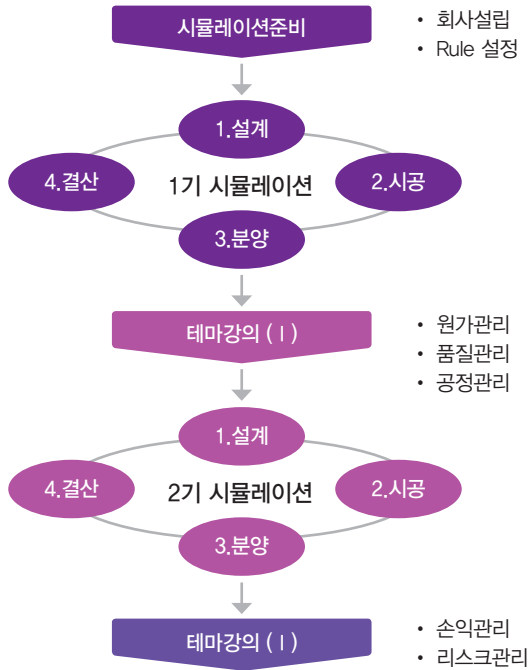 시뮬레이션준비
• 회사설립
• Rule 설정
1.설계
4.결산
1기 시뮬레이션
2.시공
3.분양
테마강의 ( I )
• 원가관리
• 품질관리
• 공정관리
1.설계
4.결산
2기 시뮬레이션
2.시공
3.분양
테마강의 ( I )
• 손익관리
• 리스크관리